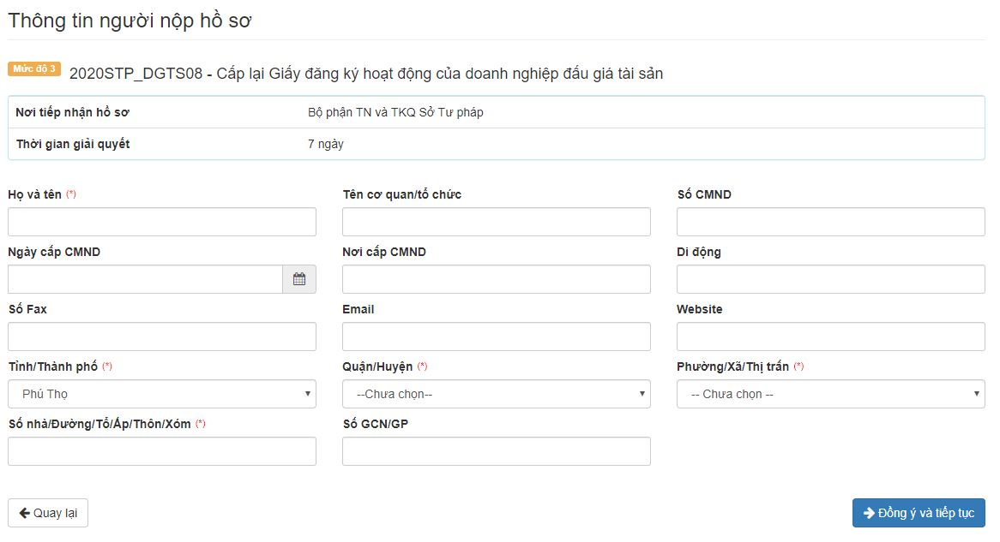 Thông tin người nộp hồ sơ
Mức độ 3 2020STP_DGTS08 - Cấp lại Giấy đăng ký hoạt động của doanh nghiệp đấu giá tài sản
Nơi tiếp nhận hồ sơ Bộ phận TN và TKQ Sở Tư pháp
Thời gian giải quyết 7 ngày
Họ và tên (*) Tên cơ quan/tổ chức Số CMND
Ngày cấp CMND Nơi cấp CMND Di động
Số Fax Email Website
Tỉnh/Thành phố (*) Quận/Huyện (*) Phường/Xã/Thị trấn (*)
Phú Thọ --Chưa chọn-- -- Chưa chọn --
Số nhà/Đường/Tổ/Ấp/Thôn/Xóm (*) Số GCN/GP
Quay lại Đồng ý và tiếp tục